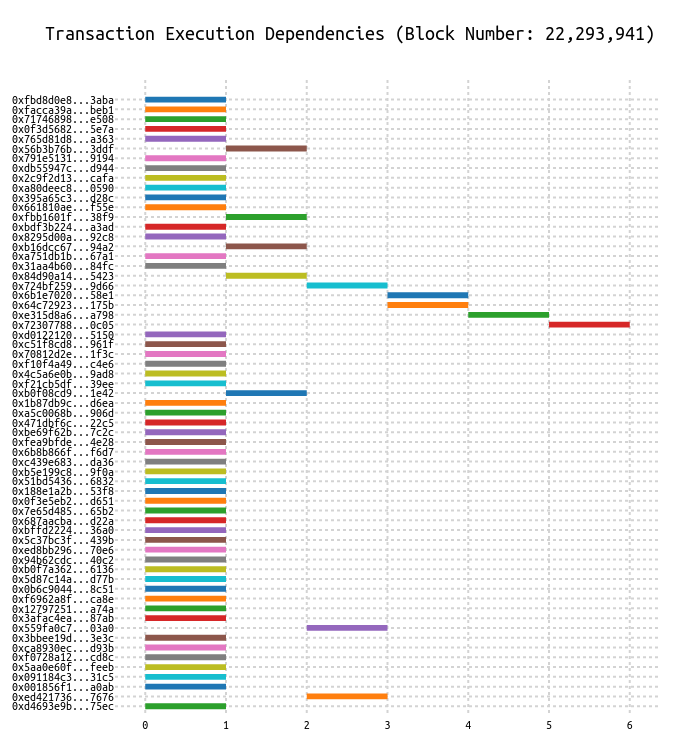 Transaction Execution Dependencies (Block Number: 22,293,941)
0xfbd8d0e8...3aba
0xfacca39a...beb1
0x71746898...e508
0x0f3d5682...5e7a
0x765d81d8...a363
0x56b3b76b...3ddf
0x791e5131...9194
0xdb55947c...d944
0x2c9f2d13...cafa
0xa80deec8...0590
0x395a65c3...d28c
0x661810ae...f55e
0xfbb1601f...38f9
0xbdf3b224...a3ad
0x8295d00a...92c8
0xb16dcc67...94a2
0xa751db1b...67a1
0x31aa4b60...84fc
0x84d90a14...5423
0x724bf259...9d66
0x6b1e7020...58e1
0x64c72923...175b
0xe315d8a6...a798
0x72307788...0c05
0xd0122120...5150
0xc51f8cd8...961f
0x70812d2e...1f3c
0xf10f4a49...c4e6
0x4c5a6e0b...9ad8
0xf21cb5df...39ee
0xb0f08cd9...1e42
0x1b87db9c...d6ea
0xa5c0068b...906d
0x471dbf6c...22c5
0xbe69f62b...7c2c
0xfea9bfde...4e28
0x6b8b866f...f6d7
0xc439e683...da36
0xb5e199c8...9f0a
0x51bd5436...6832
0x188e1a2b...53f8
0x0f3e5eb2...d651
0x7e65d485...65b2
0x687aacba...d22a
0xbffd2224...36a0
0x5c37bc3f...439b
0xed8bb296...70e6
0x94b62cdc...40c2
0xb0f7a362...6136
0x5d87c14a...d77b
0x0b6c9044...8c51
0xf6962a8f...ca8e
0x12797251...a74a
0x3afac4ea...87ab
0x559fa0c7...03a0
0x3bbee19d...3e3c
0xca8930ec...d93b
0xf0728a12...cd8c
0x5aa0e60f...feeb
0x091184c3...31c5
0x001856f1...a0ab
0xed421736...7676
0xd4693e9b...75ec
0 1 2 3 4 5 6